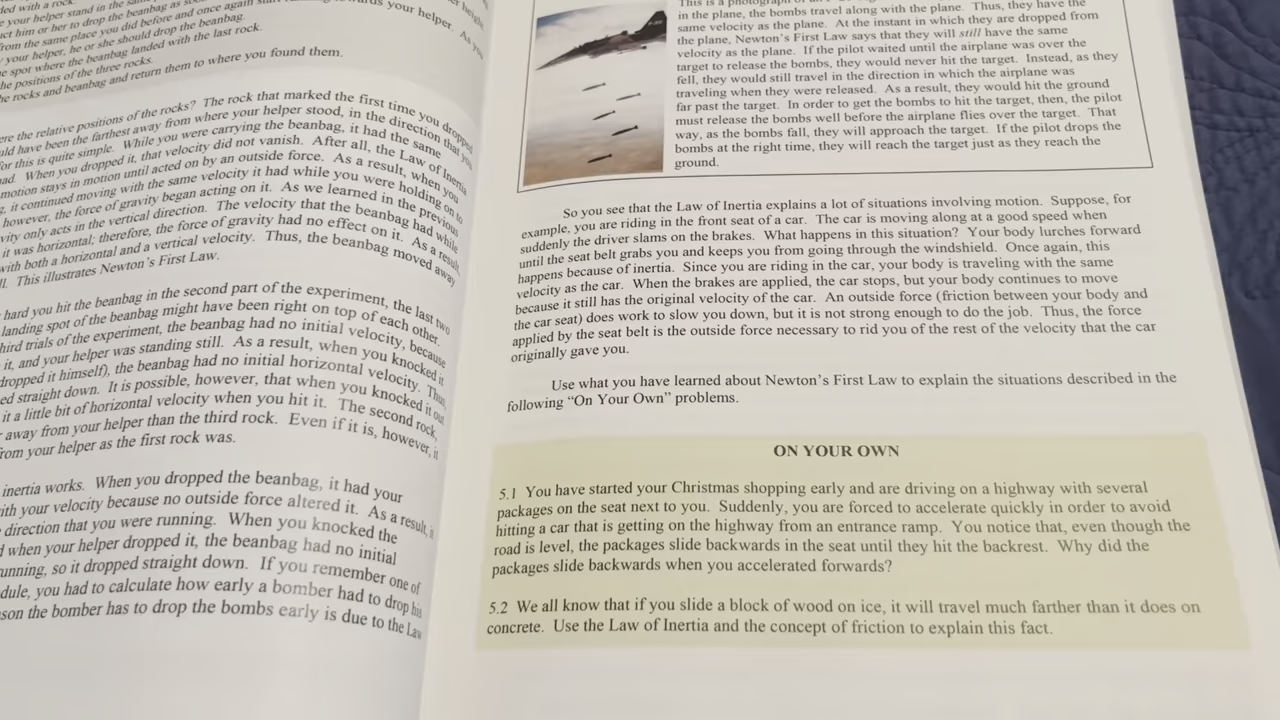 ded with a rock.
your helper stand in the same
uct him or her to drop the beanbag as so
from the same place you did before and once again start running towards your helper. As you
your helper, he or she should drop the beanbag.
e spot where the beanbag landed with the last rock.
he positions of the three rocks.
he rocks and beanbag and return them to where you found them.
ere the relative positions of the rocks? The rock that marked the first time you dropped
uld have been the farthest away from where your helper stood, in the direction that you
for this is quite simple. While you were carrying the beanbag, it had the same
ad. When you dropped it, that velocity did not vanish. After all, the Law of Inertia
motion stays in motion until acted on by an outside force. As a result, when you
g, it continued moving with the same velocity it had while you were holding on to
however, the force of gravity began acting on it. As we learned in the previous
vity only acts in the vertical direction. The velocity that the beanbag had while
it was horizontal; therefore, the force of gravity had no effect on it. As a result,
with both a horizontal and a vertical velocity. Thus, the beanbag moved away
ll. This illustrates Newton's First Law.
hard you hit the beanbag in the second part of the experiment, the last two
landing spot of the beanbag might have been right on top of each other.
hird trials of the experiment, the beanbag had no initial velocity, because
it, and your helper was standing still. As a result, when you knocked it
dropped it himself), the beanbag had no initial horizontal velocity. Thus,
ed straight down. It is possible, however, that when you knocked it out
it a little bit of horizontal velocity when you hit it. The second rock,
away from your helper than the third rock. Even if it is, however, it
from your helper as the first rock was.
inertia works. When you dropped the beanbag, it had your
ith your velocity because no outside force altered it. As a result, it
direction that you were running. When you knocked the
d when your helper dropped it, the beanbag had no initial
unning, so it dropped straight down. If you remember one of
dule, you had to calculate how early a bomber had to drop his
son the bomber has to drop the bombs early is due to the Law
This is a photograph of
in the plane, the bombs travel along with the plane. Thus, they have the
same velocity as the plane. At the instant in which they are dropped from
the plane, Newton's First Law says that they will still have the same
velocity as the plane. If the pilot waited until the airplane was over the
target to release the bombs, they would never hit the target. Instead, as they
fell, they would still travel in the direction in which the airplane was
traveling when they were released. As a result, they would hit the ground
far past the target. In order to get the bombs to hit the target, then, the pilot
must release the bombs well before the airplane flies over the target. That
way, as the bombs fall, they will approach the target. If the pilot drops the
bombs at the right time, they will reach the target just as they reach the
ground.
So you see that the Law of Inertia explains a lot of situations involving motion. Suppose, for
example, you are riding in the front seat of a car. The car is moving along at a good speed when
suddenly the driver slams on the brakes. What happens in this situation? Your body lurches forward
until the seat belt grabs you and keeps you from going through the windshield. Once again, this
happens because of inertia. Since you are riding in the car, your body is traveling with the same
velocity as the car. When the brakes are applied, the car stops, but your body continues to move
because it still has the original velocity of the car. An outside force (friction between your body and
the car seat) does work to slow you down, but it is not strong enough to do the job. Thus, the force
applied by the seat belt is the outside force necessary to rid you of the rest of the velocity that the car
originally gave you.
Use what you have learned about Newton's First Law to explain the situations described in the
following "On Your Own" problems.
ON YOUR OWN
5.1 You have started your Christmas shopping early and are driving on a highway with several
packages on the seat next to you. Suddenly, you are forced to accelerate quickly in order to avoid
hitting a car that is getting on the highway from an entrance ramp. You notice that, even though the
road is level, the packages slide backwards in the seat until they hit the backrest. Why did the
packages slide backwards when you accelerated forwards?
5.2 We all know that if you slide a block of wood on ice, it will travel much farther than it does on
concrete. Use the Law of Inertia and the concept of friction to explain this fact.